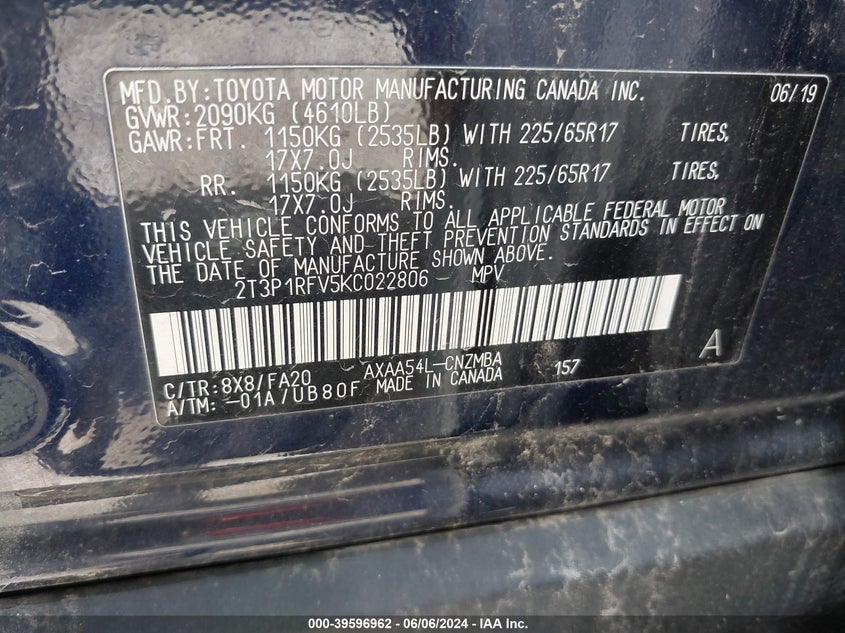 MFD.BY:TOYOTA MOTOR MANUFACTURING CANADA INC. 06/19
GVWR:2090KG (4610LB)
GAWR:FRT. 1150KG (2535LB) WITH 225/65R17 TIRES,
17X7.0J RIMS.
RR. 1150KG (2535LB) WITH 225/65R17 TIRES,
17X7.0J RIMS.
THIS VEHICLE CONFORMS TO ALL APPLICABLE FEDERAL MOTOR
VEHICLE SAFETY AND THEFT PREVENTION STANDARDS IN EFFECT ON
THE DATE OF MANUFACTURE SHOWN ABOVE.
2T3P1RFV5KC022806 MPV
A
C/TR:8X8/FA20 AXAA54L-CNZMBA 157
A/TM: -01A/UB80F MADE IN CANADA
000-39596962 - 06/06/2024 - IAA Inc.